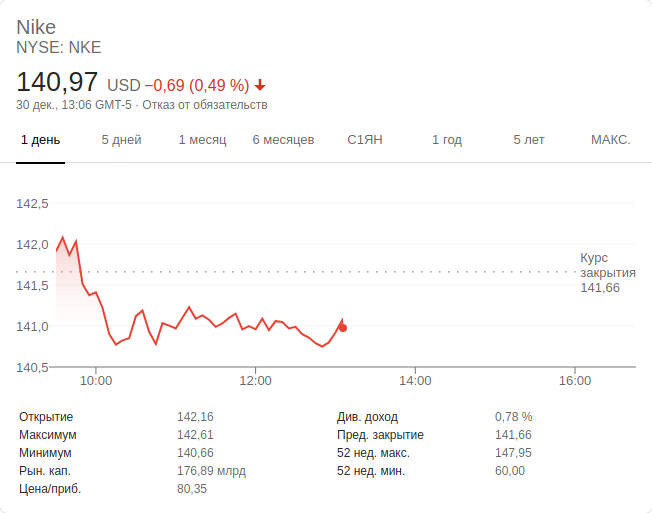 Nike
NYSE: NKE
140,97 USD −0,69 (0,49 %)
30 дек., 13:06 GMT-5 · Отказ от обязательств
1 день 5 дней 1 месяц 6 месяцев С1ЯН 1 год 5 лет МАКС.
142,5
142,0
Курс
закрытия
141,66
141,5
141,0
140,5
10:00 12:00 14:00 16:00
Открытие 142,16 Див. доход 0,78 %
Максимум 142,61 Пред. закрытие 141,66
Минимум 140,66 52 нед. макс. 147,95
Рын. кап. 176,89 млрд 52 нед. мин. 60,00
Цена/приб. 80,35